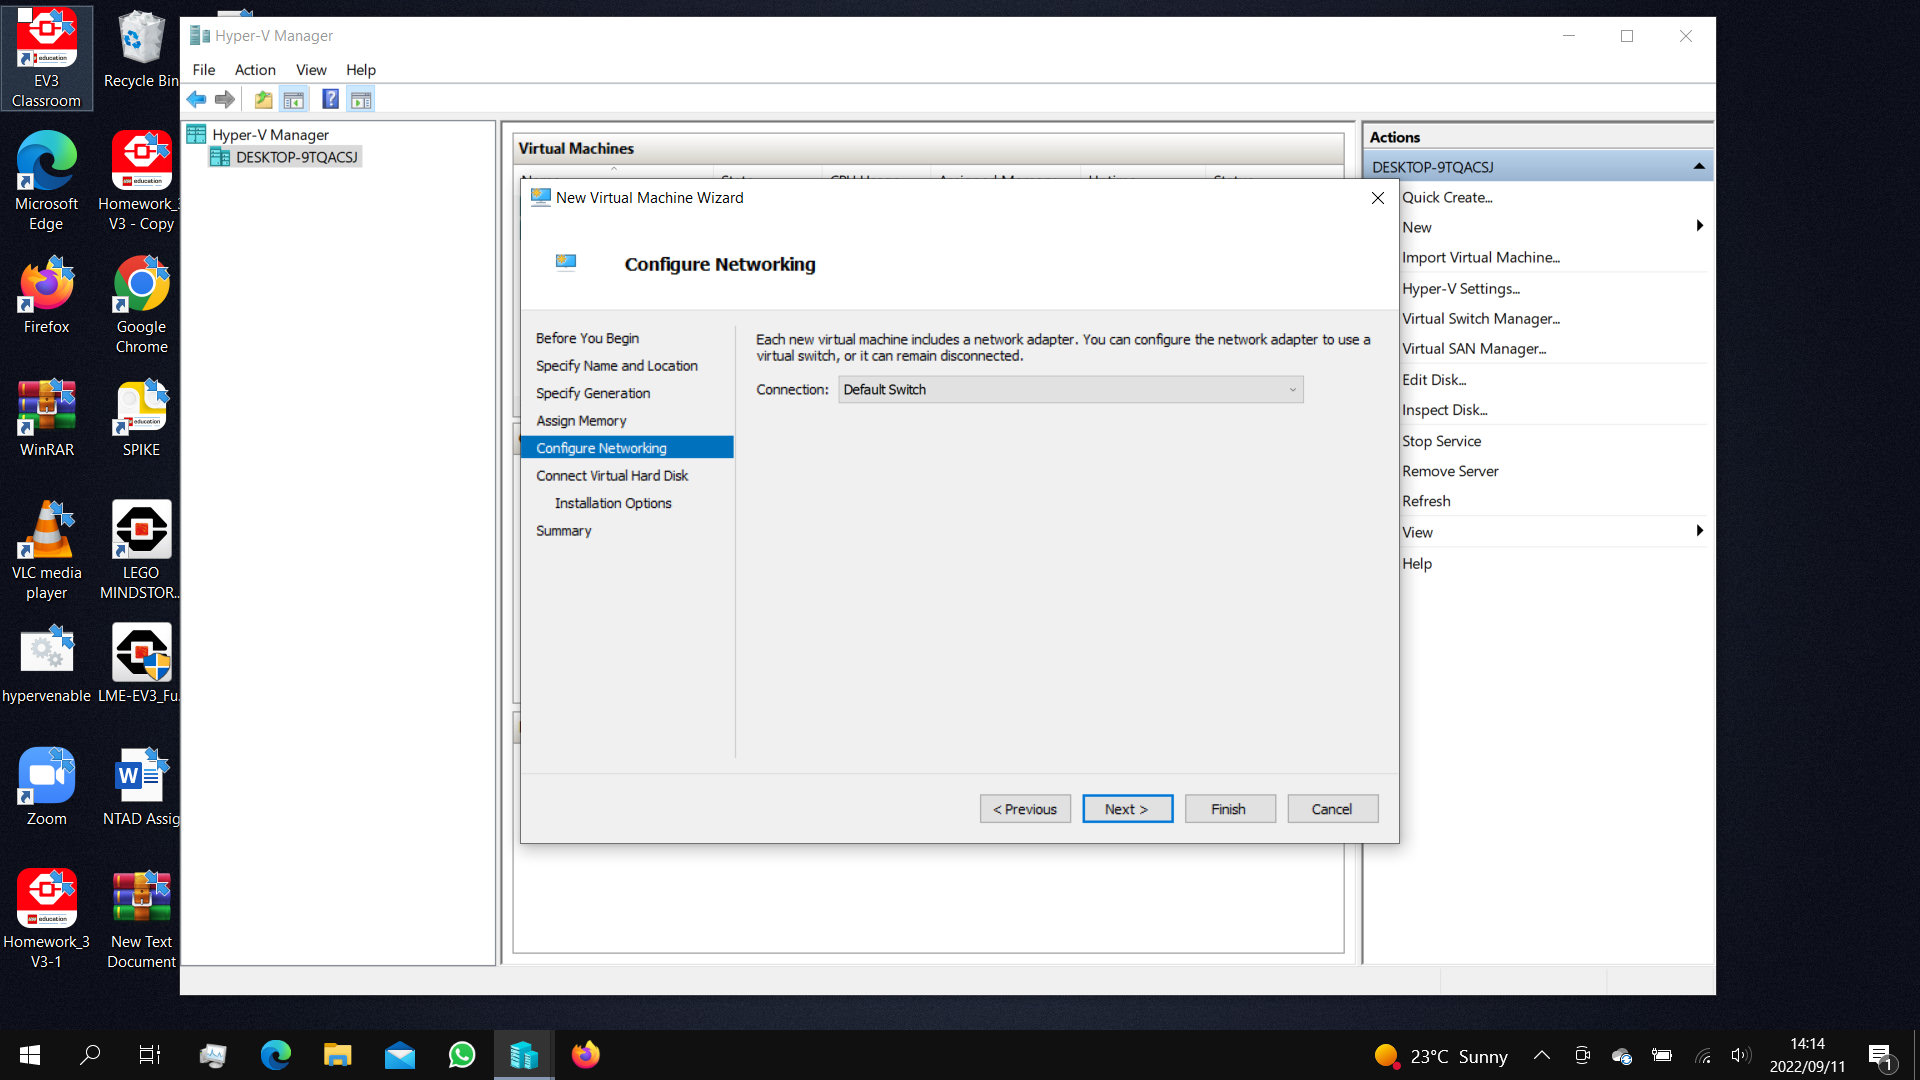 EV3
Classroom
Recycle Bin
Microsoft
Edge
Homework_3
V3 - Copy
Firefox
Google
Chrome
WinRAR
SPIKE
VLC media
player
LEGO
MINDSTOR...
hypervenable
LME-EV3_Fu...
Zoom
NTAD Assig
Homework_3
V3-1
New Text
Document
Hyper-V Manager
File Action View Help
Hyper-V Manager
DESKTOP-9TQACSJ
Virtual Machines
New Virtual Machine Wizard
Configure Networking
Before You Begin
Specify Name and Location
Specify Generation
Assign Memory
Configure Networking
Connect Virtual Hard Disk
Installation Options
Summary
Each new virtual machine includes a network adapter. You can configure the network adapter to use a
virtual switch, or it can remain disconnected.
Connection: Default Switch
< Previous Next > Finish Cancel
Actions
DESKTOP-9TQACSJ
Quick Create...
New
Import Virtual Machine...
Hyper-V Settings...
Virtual Switch Manager...
Virtual SAN Manager...
Edit Disk...
Inspect Disk...
Stop Service
Remove Server
Refresh
View
Help
23°C Sunny
14:14
2022/09/11
1